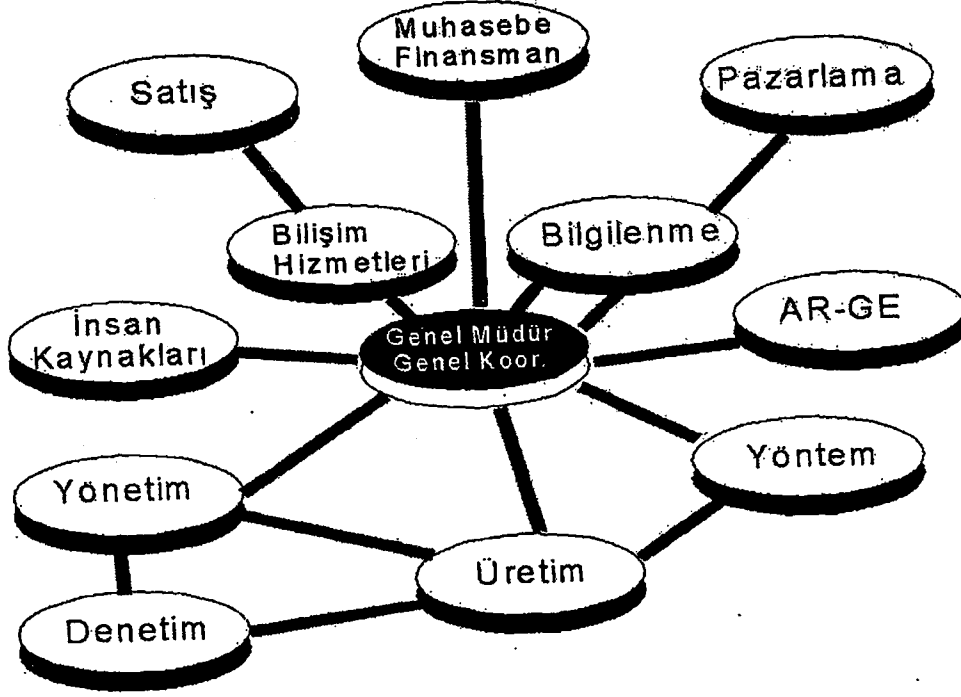 Muhasebe
Finansman
Satış
Pazarlama
Bilişim
Hizmetleri
Bilgilenme
İnsan
Kaynakları
Genel Müdür
Genel Koor.
AR-GE
Yönetim
Yöntem
Üretim
Denetim